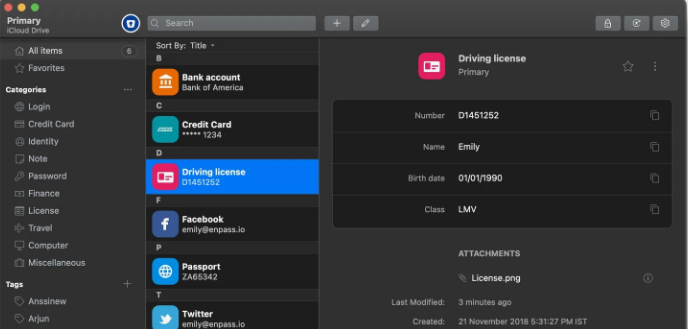 Primary
iCloud Drive
Search
All items
6
Favorites
Categories
Login
Credit Card
Identity
Note
Password
Finance
License
Travel
Computer
Miscellaneous
Tags
Anssinew
Arjun
Sort By: Title
B
Bank account
Bank of America
C
Credit Card
***** 1234
D
Driving license
D1451252
F
Facebook
emily@enpass.io
P
Passport
ZA65342
T
Twitter
emily@enpass.io
Driving license
Primary
Number D1451252
Name Emily
Birth date 01/01/1990
Class LMV
ATTACHMENTS
License.png
Last Modified: 3 minutes ago
Created: 21 November 2018 5:31:27 PM IST